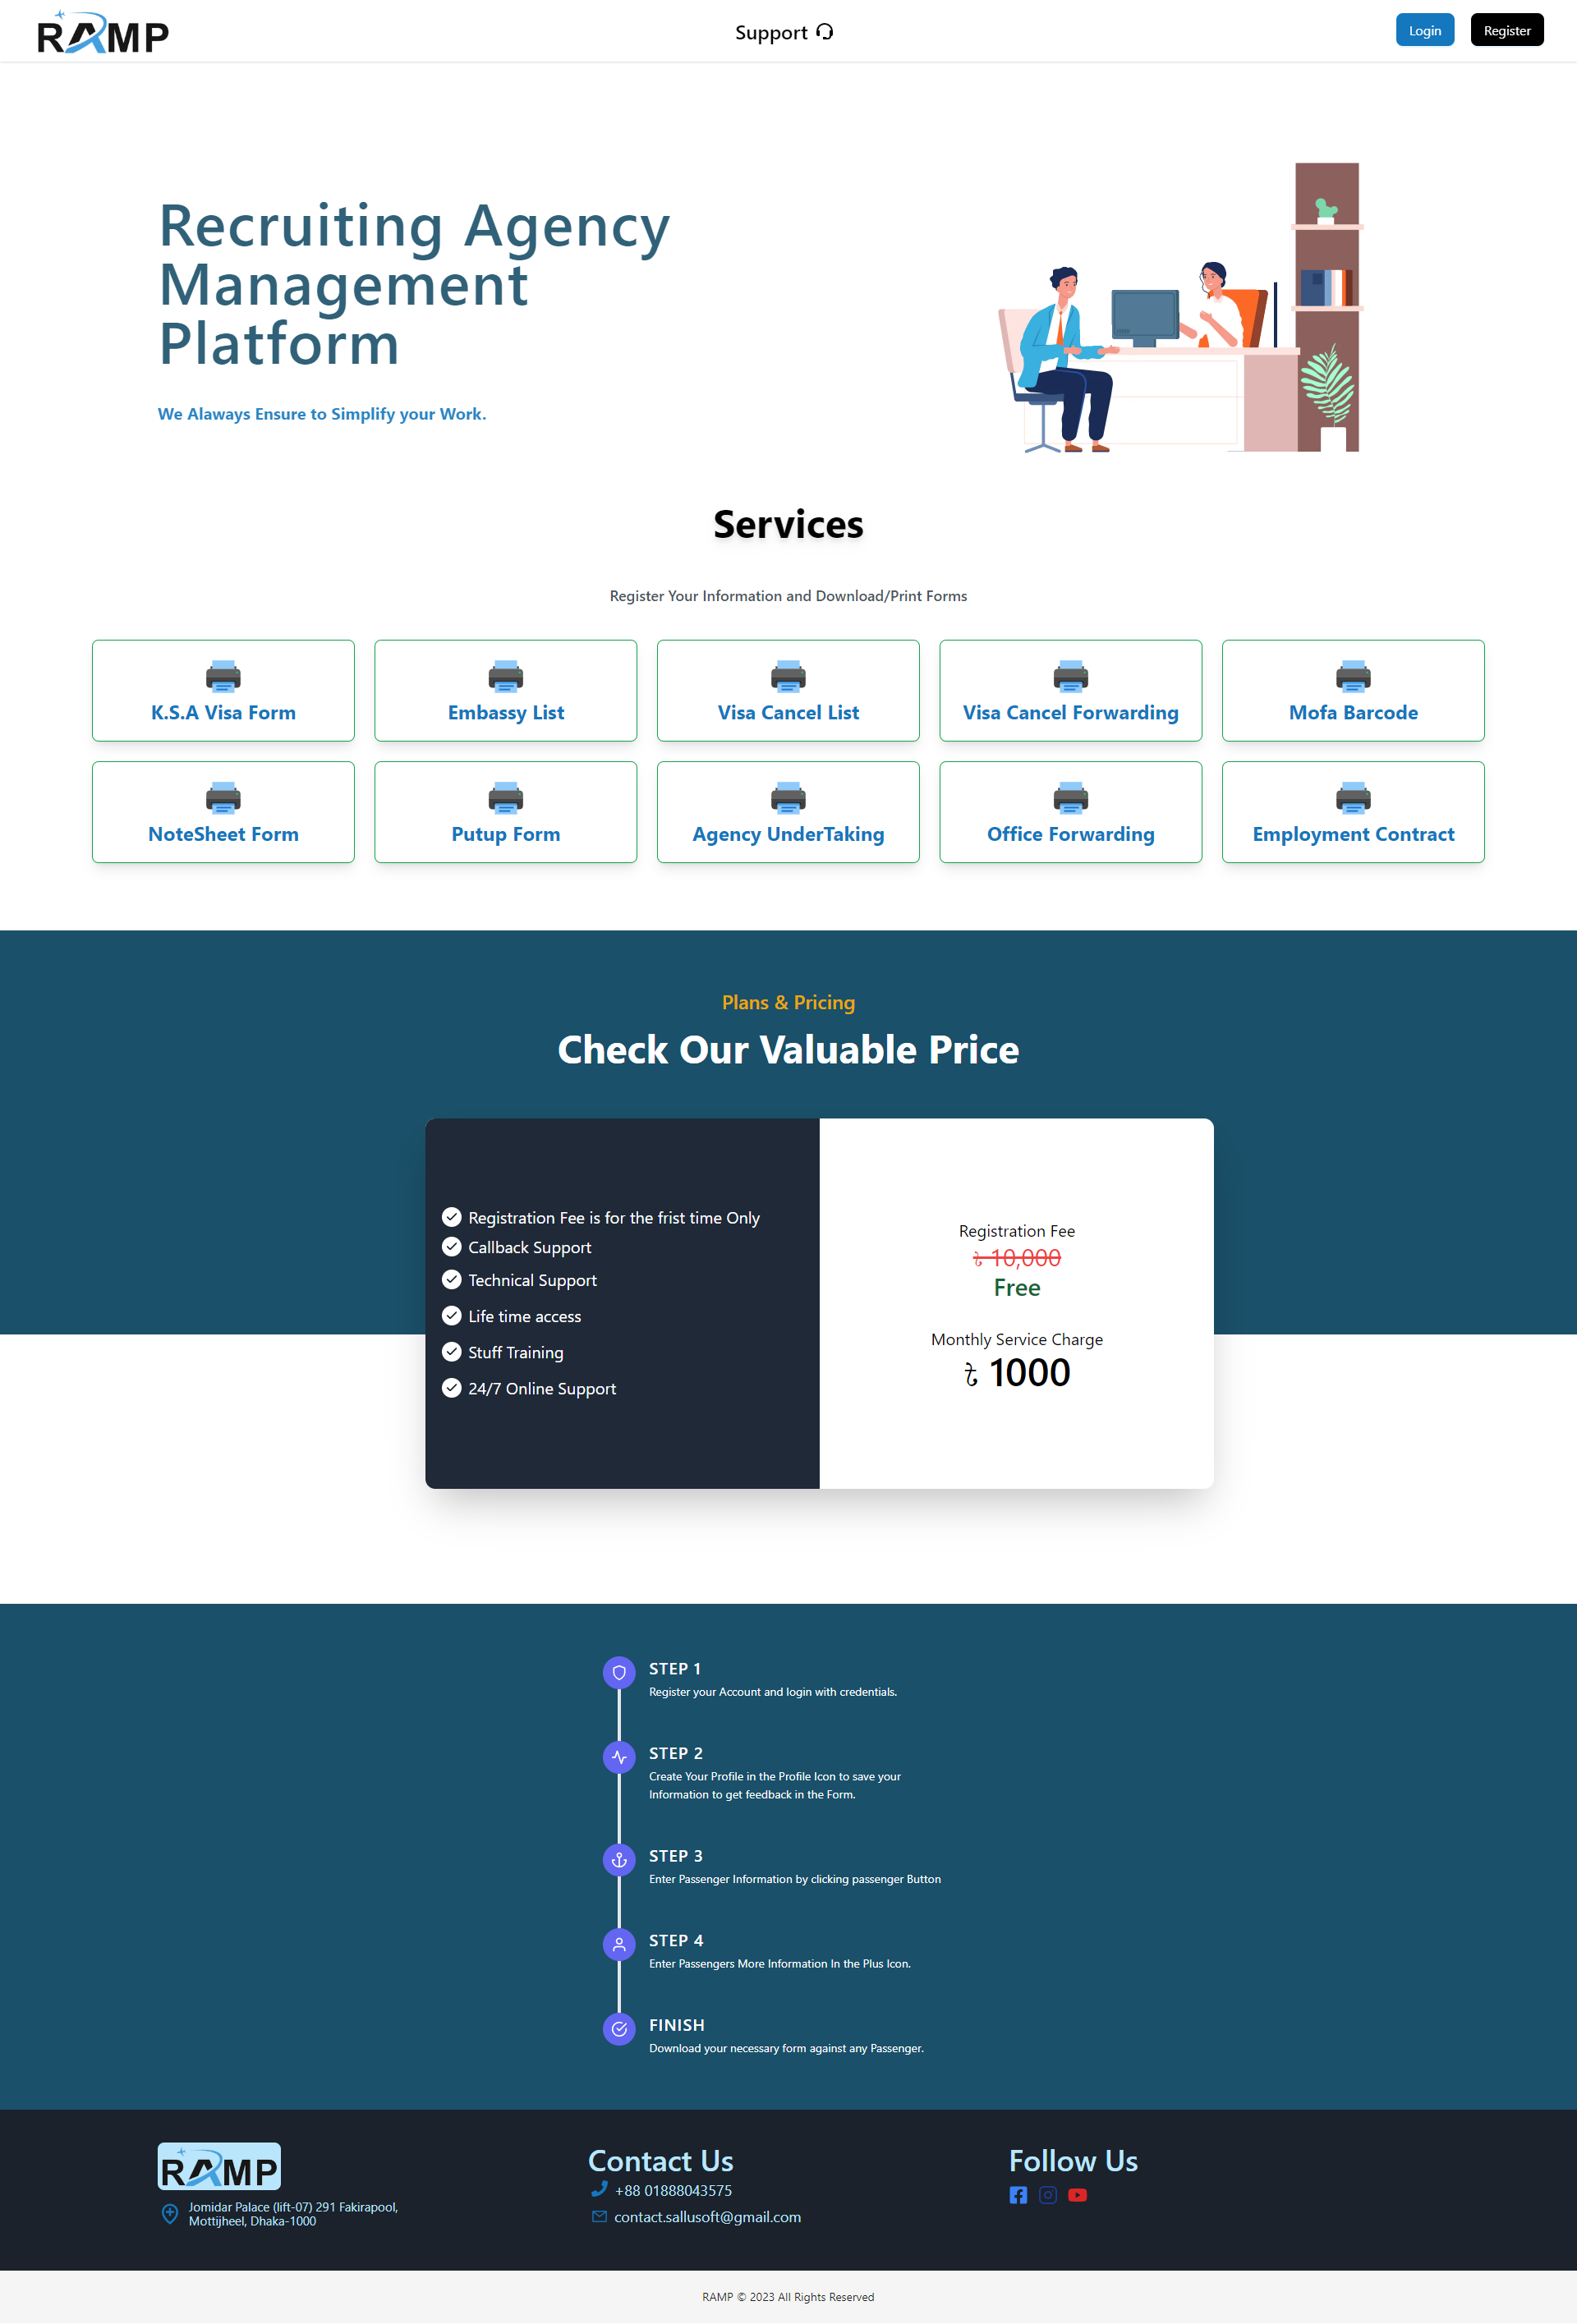 RAMP
Support
Login
Register
Recruiting Agency
Management
Platform
We Alaways Ensure to Simplify your Work.
Services
Register Your Information and Download/Print Forms
K.S.A Visa Form
Embassy List
Visa Cancel List
Visa Cancel Forwarding
Mofa Barcode
NoteSheet Form
Putup Form
Agency UnderTaking
Office Forwarding
Employment Contract
Plans & Pricing
Check Our Valuable Price
Registration Fee is for the frist time Only
Callback Support
Technical Support
Life time access
Stuff Training
24/7 Online Support
Registration Fee
৳ 10,000
Free
Monthly Service Charge
৳ 1000
STEP 1
Register your Account and login with credentials.
STEP 2
Create Your Profile in the Profile Icon to save your
Information to get feedback in the Form.
STEP 3
Enter Passenger Information by clicking passenger Button
STEP 4
Enter Passengers More Information In the Plus Icon.
FINISH
Download your necessary form against any Passenger.
RAMP
Jomidar Palace (lift-07) 291 Fakirapool,
Mottijheel, Dhaka-1000
Contact Us
+88 01888043575
contact.sallusoft@gmail.com
Follow Us
RAMP © 2023 All Rights Reserved